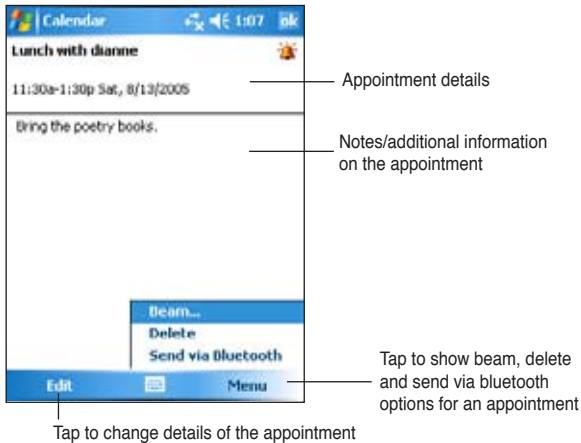 Calendar 1:07 ok
Lunch with dianne
11:30a-1:30p Sat, 8/13/2005
Appointment details
Bring the poetry books.
Notes/additional information
on the appointment
Beam...
Delete
Send via Bluetooth
Edit Menu
Tap to show beam, delete
and send via bluetooth
options for an appointment
Tap to change details of the appointment